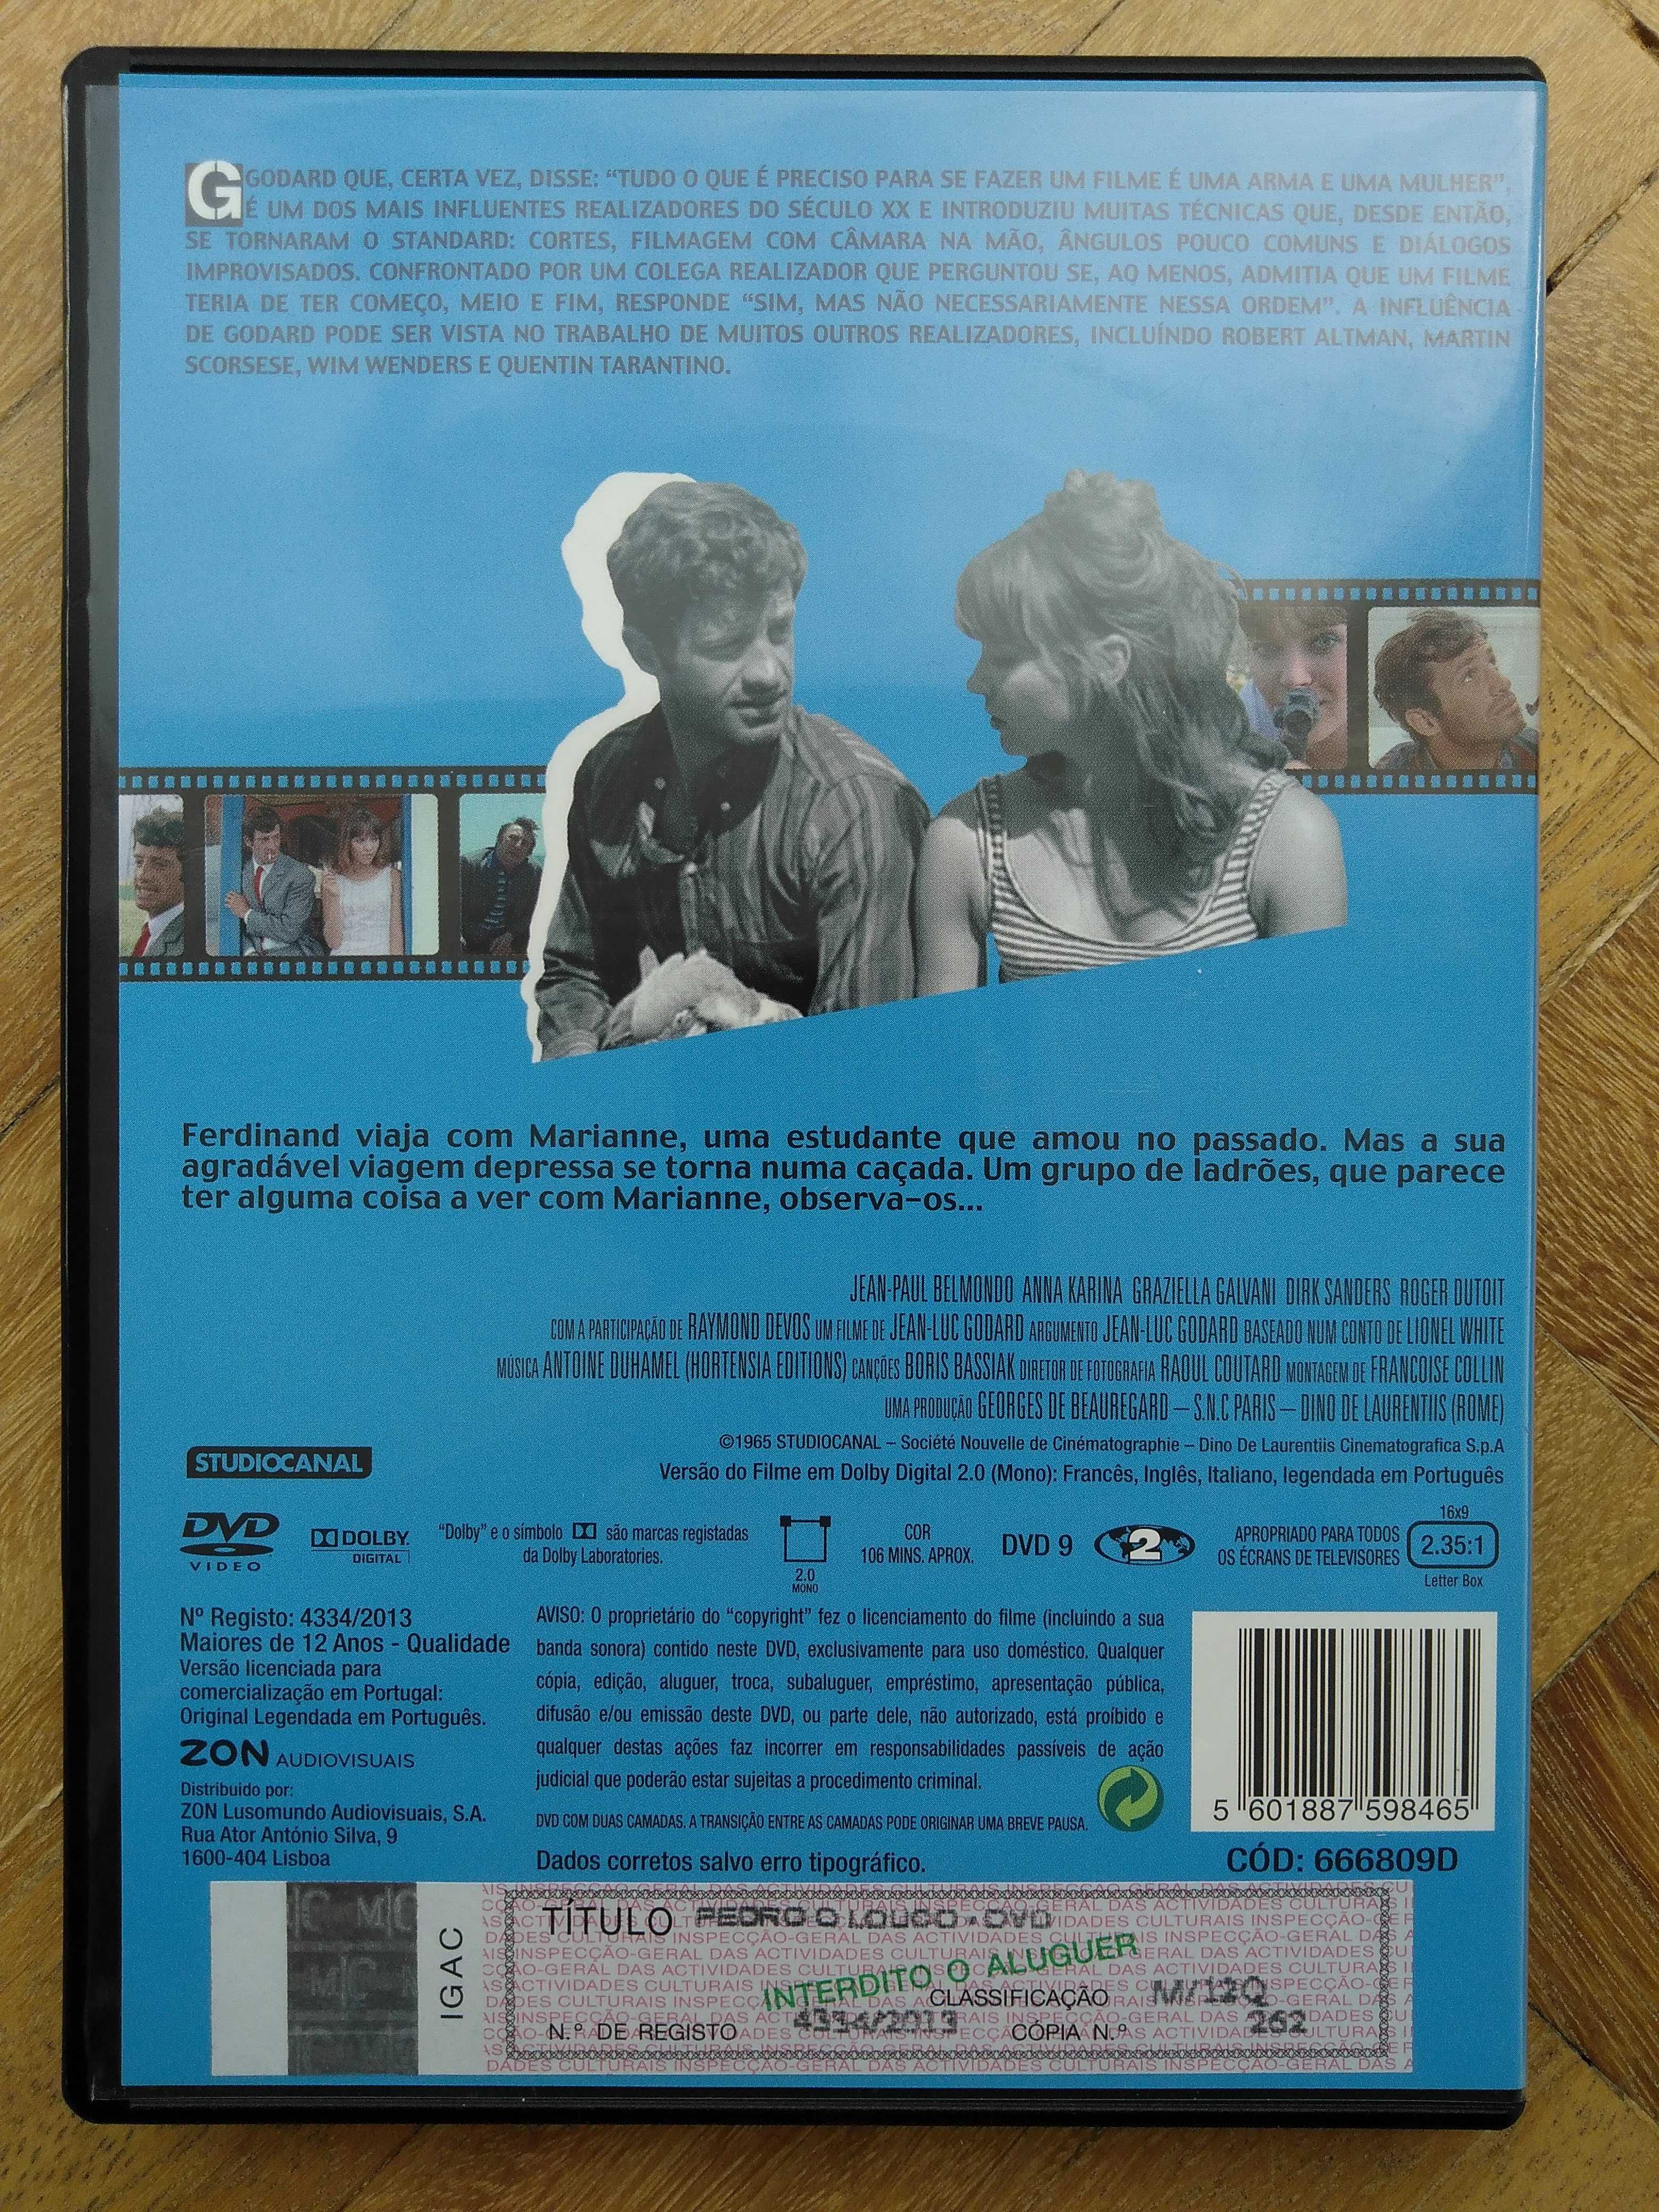 GGODARD QUE, CERTA VEZ, DISSE: “TUDO O QUE É PRECISO PARA SE FAZER UM FILME É UMA ARMA E UMA MULHER”,
É UM DOS MAIS INFLUENTES REALIZADORES DO SÉCULO XX E INTRODUZIU MUITAS TÉCNICAS QUE, DESDE ENTÃO,
SE TORNARAM O STANDARD: CORTES, FILMAGEM COM CÂMARA NA MÃO, ÂNGULOS POUCO COMUNS E DIÁLOGOS
IMPROVISADOS. CONFRONTADO POR UM COLEGA REALIZADOR QUE PERGUNTOU SE, AO MENOS, ADMITIA QUE UM FILME
TERIA DE TER COMEÇO, MEIO E FIM, RESPONDE “SIM, MAS NÃO NECESSARIAMENTE NESSA ORDEM”. A INFLUÊNCIA
DE GODARD PODE SER VISTA NO TRABALHO DE MUITOS OUTROS REALIZADORES, INCLUÍNDO ROBERT ALTMAN, MARTIN
SCORSESE, WIM WENDERS E QUENTIN TARANTINO.
Ferdinand viaja com Marianne, uma estudante que amou no passado. Mas a sua
agradável viagem depressa se torna numa caçada. Um grupo de ladrões, que parece
ter alguma coisa a ver com Marianne, observa-os...
JEAN-PAUL BELMONDO ANNA KARINA GRAZIELLA GALVANI DIRK SANDERS ROGER DUTOIT
COM A PARTICIPAÇÃO DE RAYMOND DEVOS UM FILME DE JEAN-LUC GODARD ARGUMENTO JEAN-LUC GODARD BASEADO NUM CONTO DE LIONEL WHITE
MÚSICA ANTOINE DUHAMEL (HORTENSIA EDITIONS) CANÇÕES BORIS BASSIAK DIRETOR DE FOTOGRAFIA RAOUL COUTARD MONTAGEM DE FRANCOISE COLLIN
UMA PRODUÇÃO GEORGES DE BEAUREGARD – S.N.C PARIS – DINO DE LAURENTIIS (ROME)
©1965 STUDIOCANAL – Société Nouvelle de Cinématographie – Dino De Laurentiis Cinematografica S.p.A
STUDIOCANAL
Versão do Filme em Dolby Digital 2.0 (Mono): Francês, Inglês, Italiano, legendada em Português
DVD VIDEO
DOLBY DIGITAL
“Dolby” e o símbolo são marcas registadas
da Dolby Laboratories.
2.0
MONO
COR
106 MINS. APROX.
DVD 9
2
APROPRIADO PARA TODOS
OS ÉCRANS DE TELEVISORES
16x9
2.35:1
Letter Box
Nº Registo: 4334/2013
Maiores de 12 Anos - Qualidade
Versão licenciada para
comercialização em Portugal:
Original Legendada em Português.
ZON AUDIOVISUAIS
Distribuido por:
ZON Lusomundo Audiovisuais, S.A.
Rua Ator António Silva, 9
1600-404 Lisboa
AVISO: O proprietário do “copyright” fez o licenciamento do filme (incluindo a sua
banda sonora) contido neste DVD, exclusivamente para uso doméstico. Qualquer
cópia, edição, aluguer, troca, subaluguer, empréstimo, apresentação pública,
difusão e/ou emissão deste DVD, ou parte dele, não autorizado, está proíbido e
qualquer destas ações faz incorrer em responsabilidades passíveis de ação
judicial que poderão estar sujeitas a procedimento criminal.
DVD COM DUAS CAMADAS. A TRANSIÇÃO ENTRE AS CAMADAS PODE ORIGINAR UMA BREVE PAUSA.
Dados corretos salvo erro tipográfico.
5 601887 598465
CÓD: 666809D
IGAC
TÍTULO PEDRO O LOUCO-DVD
INTERDITO O ALUGUER
CLASSIFICAÇÃO M/12Q
N.º DE REGISTO 4334/2013 CÓPIA N.º 262